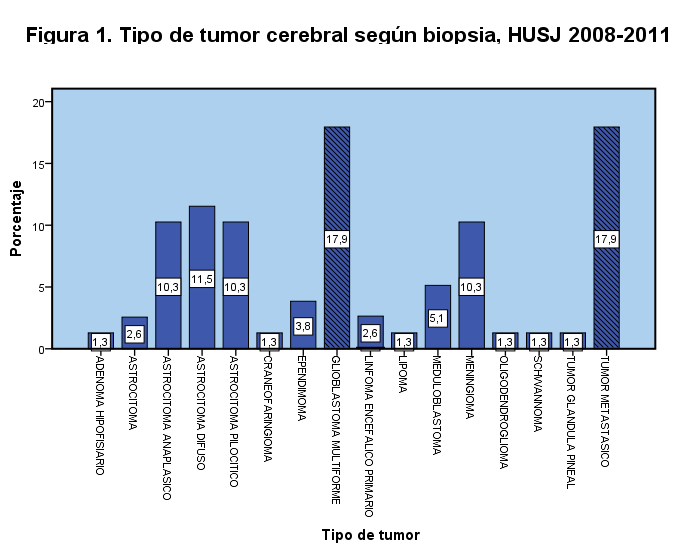 Figura 1. Tipo de tumor cerebral según biopsia, HUSJ 2008-2011
Porcentaje
20
15
10
5
0
1,3
2,6
10,3
11,5
10,3
1,3
3,8
17,9
2,6
1,3
5,1
10,3
1,3
1,3
1,3
17,9
ADENOMA HIPOFISIARIO
ASTROCITOMA
ASTROCITOMA ANAPLASICO
ASTROCITOMA DIFUSO
ASTROCITOMA PILOCITICO
CRANEOFARINGIOMA
EPENDIMOMA
GLIOBLASTOMA MULTIFORME
LINFOMA ENCEFALICO PRIMARIO
LIPOMA
MEDULOBLASTOMA
MENINGIOMA
OLIGODENDROGLIOMA
SCHWANNOMA
TUMOR GLANDULA PINEAL
TUMOR METASTASICO
Tipo de tumor